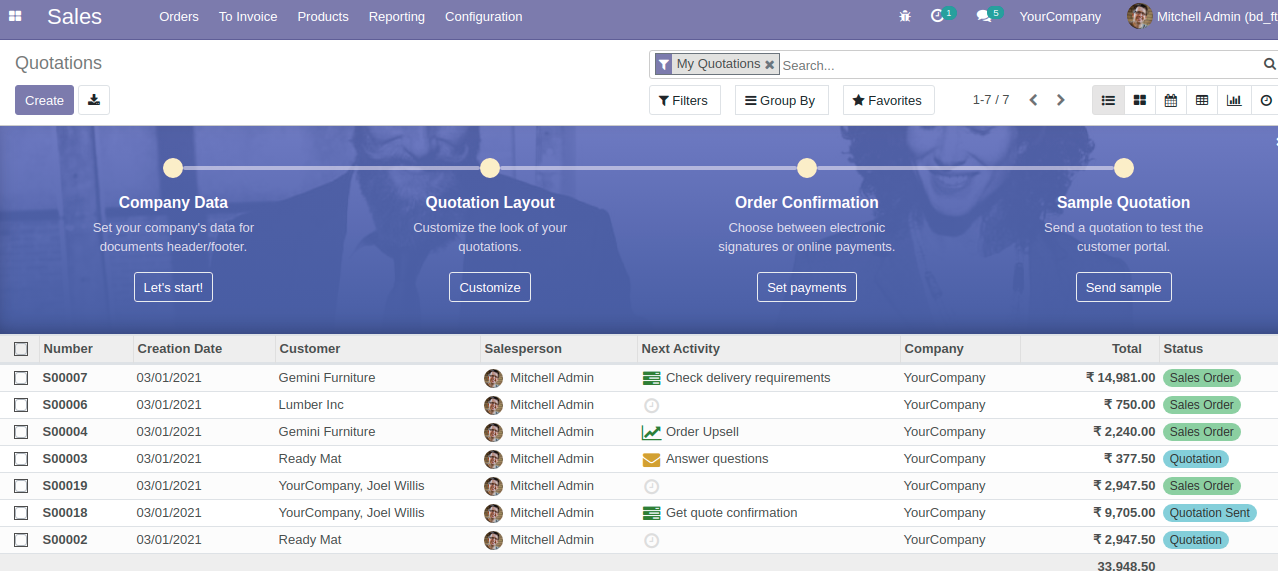 Sales Orders To Invoice Products Reporting Configuration 1 5 YourCompany Mitchell Admin (bd_ft
Quotations
My Quotations Search...
Create Filters Group By Favorites 1-7 / 7
Company Data Quotation Layout Order Confirmation Sample Quotation
Set your company's data for Customize the look of your Choose between electronic Send a quotation to test the
documents header/footer. quotations. signatures or online payments. customer portal.
Let's start! Customize Set payments Send sample
Number Creation Date Customer Salesperson Next Activity Company Total Status
S00007 03/01/2021 Gemini Furniture Mitchell Admin Check delivery requirements YourCompany ₹ 14,981.00 Sales Order
S00006 03/01/2021 Lumber Inc Mitchell Admin YourCompany ₹ 750.00 Sales Order
S00004 03/01/2021 Gemini Furniture Mitchell Admin Order Upsell YourCompany ₹ 2,240.00 Sales Order
S00003 03/01/2021 Ready Mat Mitchell Admin Answer questions YourCompany ₹ 377.50 Quotation
S00019 03/01/2021 YourCompany, Joel Willis Mitchell Admin YourCompany ₹ 2,947.50 Sales Order
S00018 03/01/2021 YourCompany, Joel Willis Mitchell Admin Get quote confirmation YourCompany ₹ 9,705.00 Quotation Sent
S00002 03/01/2021 Ready Mat Mitchell Admin YourCompany ₹ 2,947.50 Quotation
33,948.50